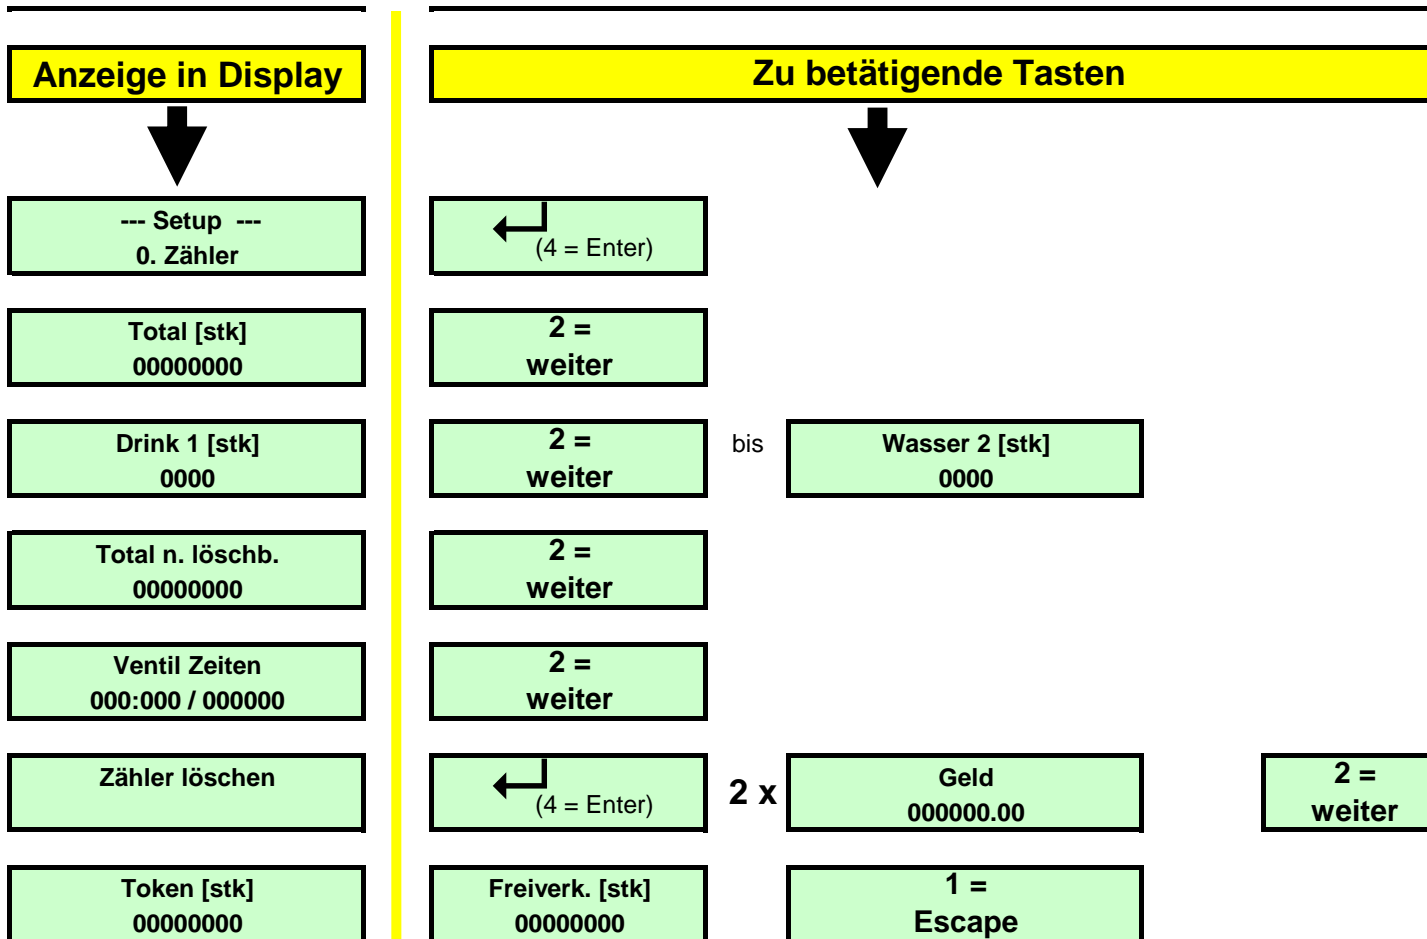 Anzeige in Display
Zu betätigende Tasten
--- Setup ---
0. Zähler
(4 = Enter)
Total [stk]
00000000
2 =
weiter
Drink 1 [stk]
0000
2 =
weiter
bis
Wasser 2 [stk]
0000
Total n. löschb.
00000000
2 =
weiter
Ventil Zeiten
000:000 / 000000
2 =
weiter
Zähler löschen
(4 = Enter)
2 x
Geld
000000.00
2 =
weiter
Token [stk]
00000000
Freiverk. [stk]
00000000
1 =
Escape